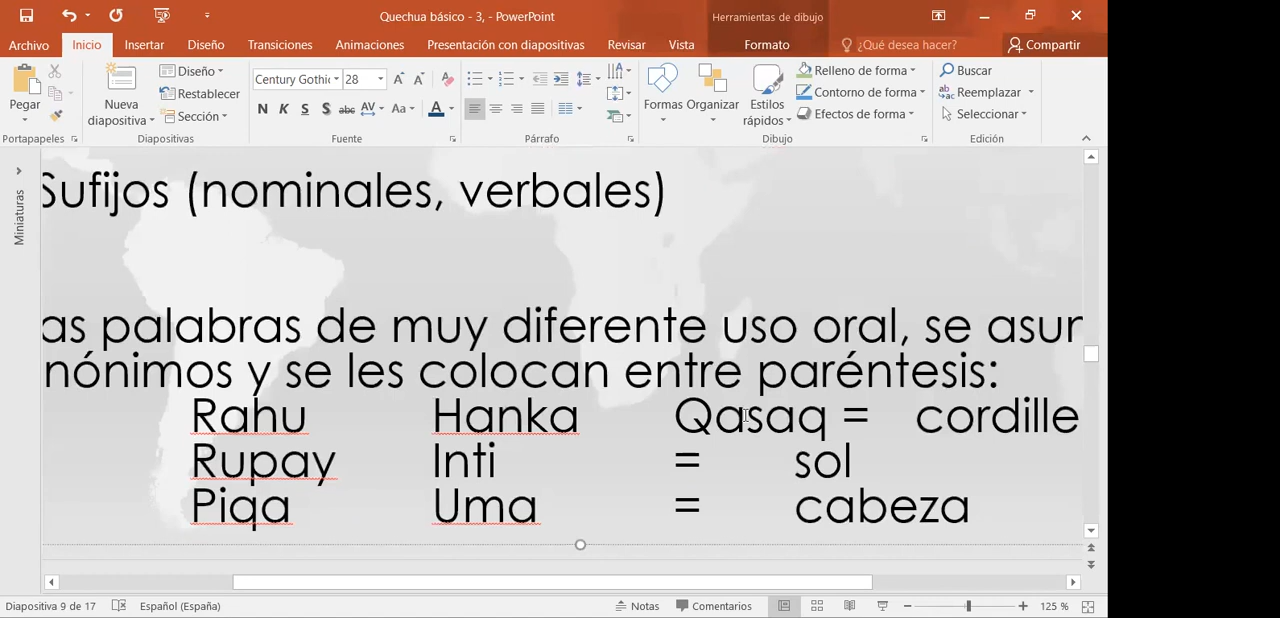 Quechua básico - 3, - PowerPoint
Herramientas de dibujo
Archivo Inicio Insertar Diseño Transiciones Animaciones Presentación con diapositivas Revisar Vista Formato ¿Qué desea hacer? Compartir
Pegar
Nueva diapositiva
Diseño
Restablecer
Sección
Century Gothic 28
N K S S abc AV Aa A
Formas Organizar Estilos rápidos
Relleno de forma
Contorno de forma
Efectos de forma
Buscar
Reemplazar
Seleccionar
Portapapeles Diapositivas Fuente Párrafo Dibujo Edición
Miniaturas
Sufijos (nominales, verbales)
as palabras de muy diferente uso oral, se asum
nónimos y se les colocan entre paréntesis:
Rahu Hanka Qasaq = cordille
Rupay Inti = sol
Piqa Uma = cabeza
Diapositiva 9 de 17 Español (España) Notas Comentarios 125 %